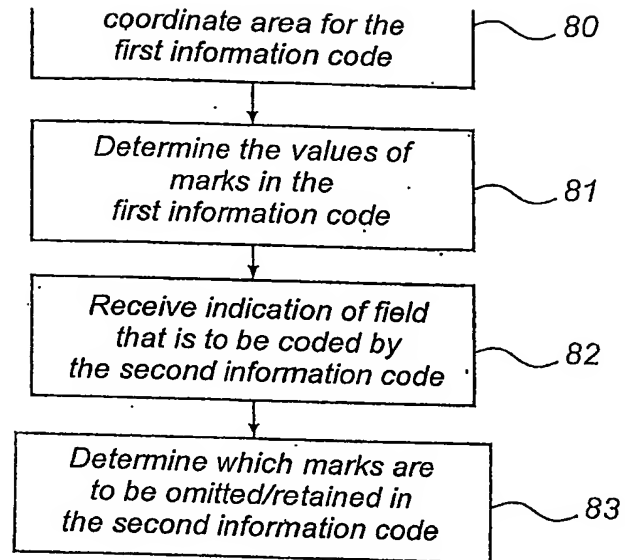 coordinate area for the
first information code
80
Determine the values of
marks in the
first information code
81
Receive indication of field
that is to be coded by
the second information code
82
Determine which marks are
to be omitted/retained in
the second information code
83